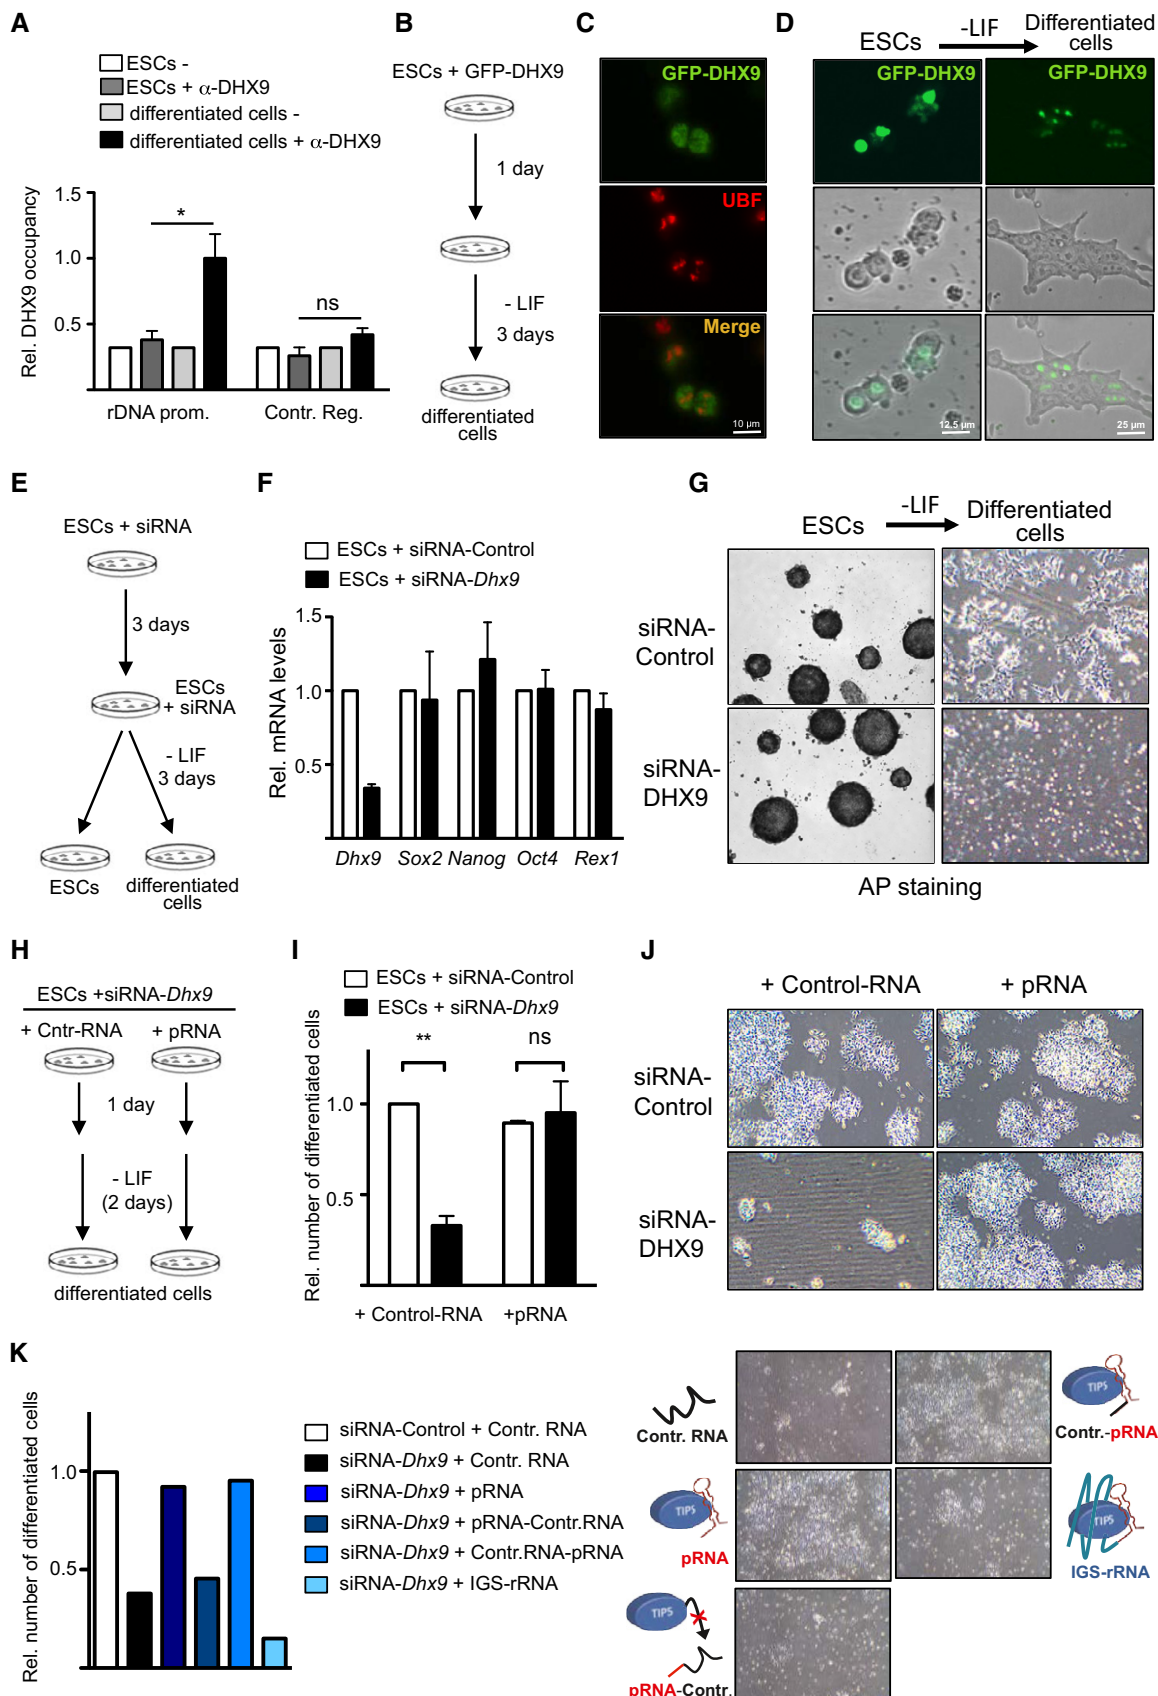 A
ESCs -
ESCs + α-DHX9
differentiated cells -
differentiated cells + α-DHX9
Rel. DHX9 occupancy
1.5
1.0
0.5
*
ns
rDNA prom.
Contr. Reg.
B
ESCs + GFP-DHX9
1 day
- LIF
3 days
differentiated
cells
C
GFP-DHX9
UBF
Merge
10 µm
D
ESCs
-LIF
Differentiated
cells
GFP-DHX9
GFP-DHX9
12.5 µm
25 µm
E
ESCs + siRNA
3 days
ESCs
+ siRNA
- LIF
3 days
ESCs
differentiated
cells
F
ESCs + siRNA-Control
ESCs + siRNA-Dhx9
Rel. mRNA levels
1.5
1.0
0.5
Dhx9 Sox2 Nanog Oct4 Rex1
G
ESCs
-LIF
Differentiated
cells
siRNA-
Control
siRNA-
DHX9
AP staining
H
ESCs +siRNA-Dhx9
+ Cntr-RNA
+ pRNA
1 day
- LIF
(2 days)
differentiated cells
I
ESCs + siRNA-Control
ESCs + siRNA-Dhx9
Rel. number of differentiated cells
1.0
0.5
**
ns
+ Control-RNA
+pRNA
J
+ Control-RNA
+ pRNA
siRNA-
Control
siRNA-
DHX9
K
Rel. number of differentiated cells
1.0
0.5
siRNA-Control + Contr. RNA
siRNA-Dhx9 + Contr. RNA
siRNA-Dhx9 + pRNA
siRNA-Dhx9 + pRNA-Contr.RNA
siRNA-Dhx9 + Contr.RNA-pRNA
siRNA-Dhx9 + IGS-rRNA
Contr. RNA
TIP5
Contr.-pRNA
TIP5
pRNA
TIP5
IGS-rRNA
TIP5
pRNA-Contr.